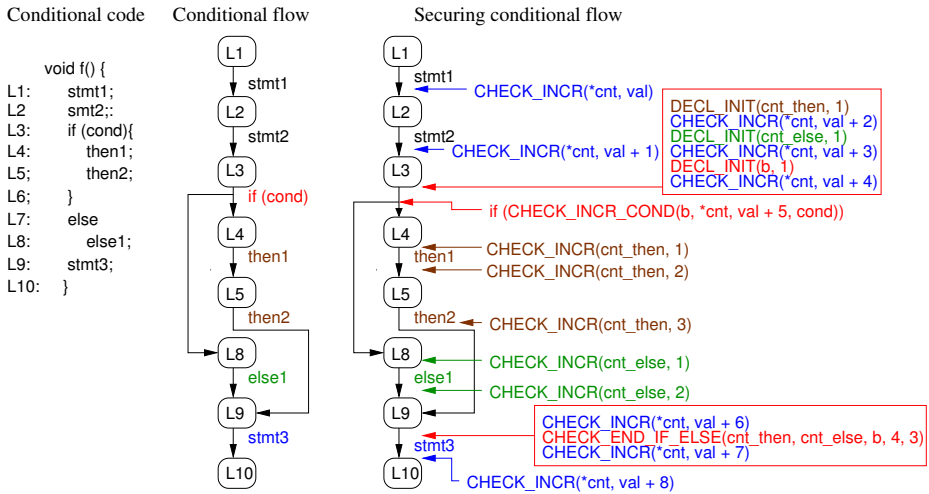 Conditional code
Conditional flow
Securing conditional flow
void f() {
L1: stmt1;
L2 smt2;:
L3: if (cond){
L4: then1;
L5; then2;
L6; }
L7: else
L8: else1;
L9: stmt3;
L10: }
L1
stmt1
L2
stmt2
L3
if (cond)
L4
then1
L5
then2
L8
else1
L9
stmt3
L10
L1
stmt1
CHECK_INCR(*cnt, val)
L2
stmt2
CHECK_INCR(*cnt, val + 1)
L3
DECL_INIT(cnt_then, 1)
CHECK_INCR(*cnt, val + 2)
DECL_INIT(cnt_else, 1)
CHECK_INCR(*cnt, val + 3)
DECL_INIT(b, 1)
CHECK_INCR(*cnt, val + 4)
if (CHECK_INCR_COND(b, *cnt, val + 5, cond))
L4
CHECK_INCR(cnt_then, 1)
then1
CHECK_INCR(cnt_then, 2)
L5
then2
CHECK_INCR(cnt_then, 3)
L8
CHECK_INCR(cnt_else, 1)
else1
CHECK_INCR(cnt_else, 2)
L9
CHECK_INCR(*cnt, val + 6)
CHECK_END_IF_ELSE(cnt_then, cnt_else, b, 4, 3)
CHECK_INCR(*cnt, val + 7)
stmt3
L10
CHECK_INCR(*cnt, val + 8)